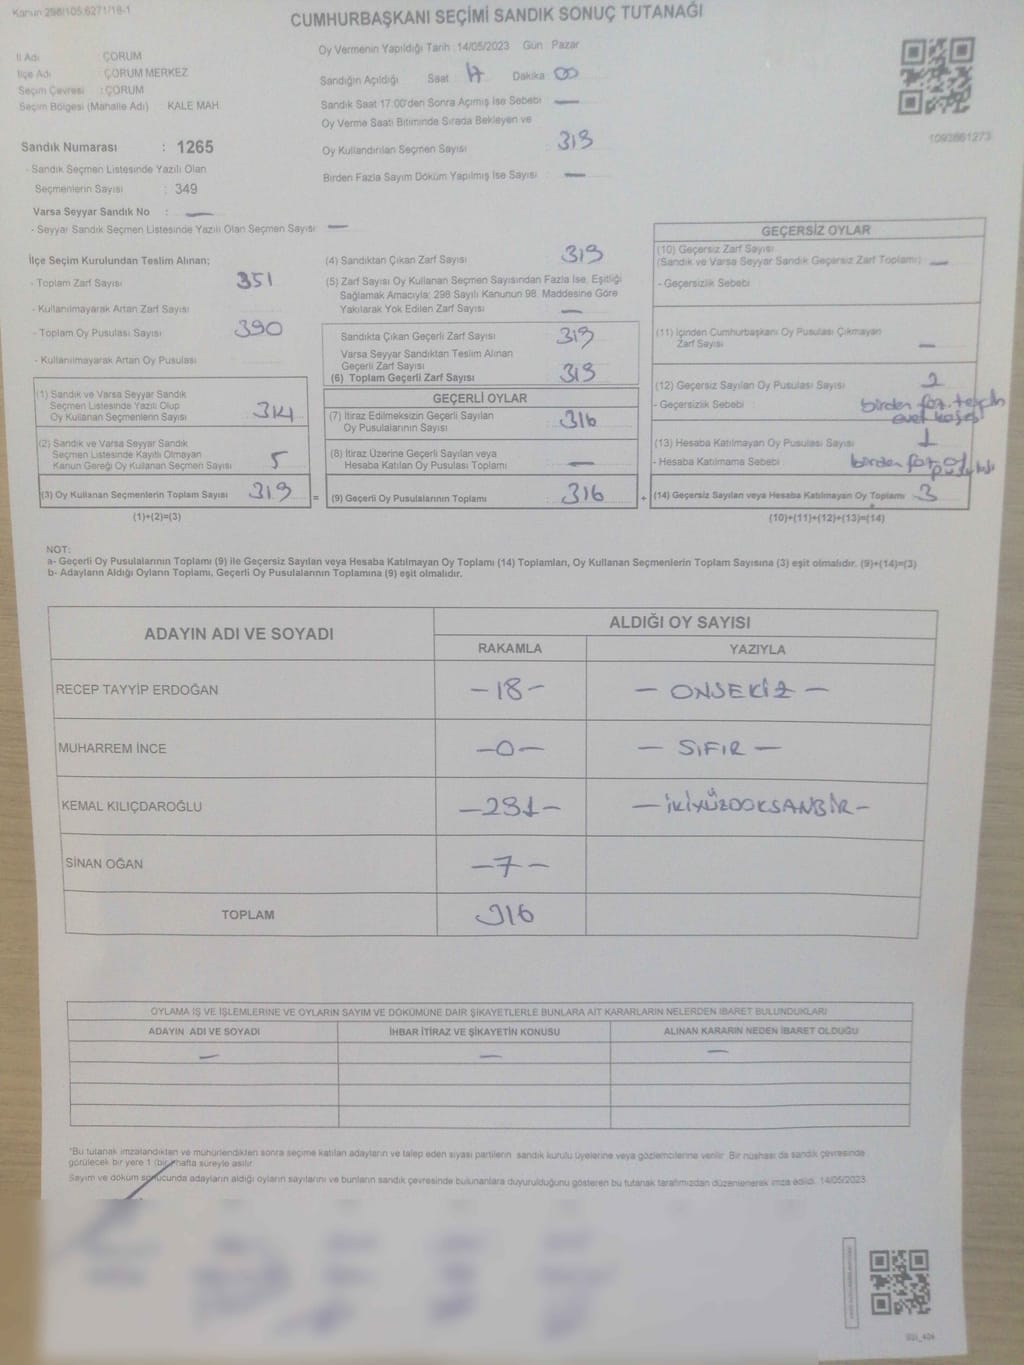 Kanun 298/105,6271/18-1
CUMHURBAŞKANI SEÇİMİ SANDIK SONUÇ TUTANAĞI
İl Adı : ÇORUM
İlçe Adı : ÇORUM MERKEZ
Seçim Çevresi : ÇORUM
Seçim Bölgesi (Mahalle Adı) : KALE MAH.
Sandık Numarası : 1265
- Sandık Seçmen Listesinde Yazılı Olan
Seçmenlerin Sayısı : 349
Varsa Seyyar Sandık No : —
- Seyyar Sandık Seçmen Listesinde Yazılı Olan Seçmen Sayısı: —
Oy Vermenin Yapıldığı Tarih :14/05/2023 Gün : Pazar
Sandığın Açıldığı Saat : 17 Dakika : 00
Sandık Saat 17:00'den Sonra Açımış İse Sebebi : —
Oy Verme Saati Bitiminde Sırada Bekleyen ve
Oy Kullandırılan Seçmen Sayısı : 319
Birden Fazla Sayım Döküm Yapılmış İse Sayısı : —
1093861273
İlçe Seçim Kurulundan Teslim Alınan;
- Toplam Zarf Sayısı : 351
- Kullanılmayarak Artan Zarf Sayısı :
- Toplam Oy Pusulası Sayısı : 390
- Kullanılmayarak Artan Oy Pusulası :
(1) Sandık ve Varsa Seyyar Sandık
Seçmen Listesinde Yazılı Olup
Oy Kullanan Seçmenlerin Sayısı : 314
(2) Sandık ve Varsa Seyyar Sandık
Seçmen Listesinde Kayıtlı Olmayan
Kanun Gereği Oy Kullanan Seçmen Sayısı : 5
(3) Oy Kullanan Seçmenlerin Toplam Sayısı : 319 =
(1)+(2)=(3)
(4) Sandıktan Çıkan Zarf Sayısı : 319
(5) Zarf Sayısı Oy Kullanan Seçmen Sayısından Fazla İse, Eşitliği
Sağlamak Amacıyla; 298 Sayılı Kanunun 98. Maddesine Göre
Yakılarak Yok Edilen Zarf Sayısı : —
Sandıkta Çıkan Geçerli Zarf Sayısı : 319
Varsa Seyyar Sandıktan Teslim Alınan
Geçerli Zarf Sayısı :
(6) Toplam Geçerli Zarf Sayısı : 319
GEÇERLİ OYLAR
(7) İtiraz Edilmeksizin Geçerli Sayılan
Oy Pusulalarının Sayısı : 316
(8) İtiraz Üzerine Geçerli Sayılan veya
Hesaba Katılan Oy Pusulası Toplamı : —
(9) Geçerli Oy Pusulalarının Toplamı : 316 +
GEÇERSİZ OYLAR
(10) Geçersiz Zarf Sayısı
(Sandık ve Varsa Seyyar Sandık Geçersiz Zarf Toplamı) : —
- Geçersizlik Sebebi :
(11) İçinden Cumhurbaşkanı Oy Pusulası Çıkmayan
Zarf Sayısı : —
(12) Geçersiz Sayılan Oy Pusulası Sayısı : 2
- Geçersizlik Sebebi : birden faz. tercih
evet kaşesi
(13) Hesaba Katılmayan Oy Pusulası Sayısı : 1
- Hesaba Katılmama Sebebi : birden faz oy
pusulası
(14) Geçersiz Sayılan veya Hesaba Katılmayan Oy Toplamı : 3
(10)+(11)+(12)+(13)=(14)
NOT:
a- Geçerli Oy Pusulalarının Toplamı (9) ile Geçersiz Sayılan veya Hesaba Katılmayan Oy Toplamı (14) Toplamları, Oy Kullanan Seçmenlerin Toplam Sayısına (3) eşit olmalıdır. (9)+(14)=(3)
b- Adayların Aldığı Oyların Toplamı, Geçerli Oy Pusulalarının Toplamına (9) eşit olmalıdır.
ADAYIN ADI VE SOYADI ALDIĞI OY SAYISI
RAKAMLA YAZIYLA
RECEP TAYYİP ERDOĞAN —18— — ONSEKİZ —
MUHARREM İNCE —0— — SIFIR —
KEMAL KILIÇDAROĞLU —291— —İKİYÜZDOKSANBİR—
SİNAN OĞAN —7—
TOPLAM 316
OYLAMA İŞ VE İŞLEMLERİNE VE OYLARIN SAYIM VE DÖKÜMÜNE DAİR ŞİKAYETLERLE BUNLARA AİT KARARLARIN NELERDEN İBARET BULUNDUKLARI
ADAYIN ADI VE SOYADI İHBAR İTİRAZ VE ŞİKAYETİN KONUSU ALINAN KARARIN NEDEN İBARET OLDUĞU
— — —
*Bu tutanak imzalandıktan ve mühürlendikten sonra seçime katılan adayların ve talep eden siyasi partilerin sandık kurulu üyelerine veya gözlemcilerine verilir. Bir nüshası da sandık çevresinde
görülecek bir yere 1 (bir) hafta süreyle asılır.
Sayım ve döküm sonucunda adayların aldığı oyların sayılarını ve bunların sandık çevresinde bulunanlara duyurulduğunu gösteren bu tutanak tarafımızdan düzenlenerek imza edildi. 14/05/2023